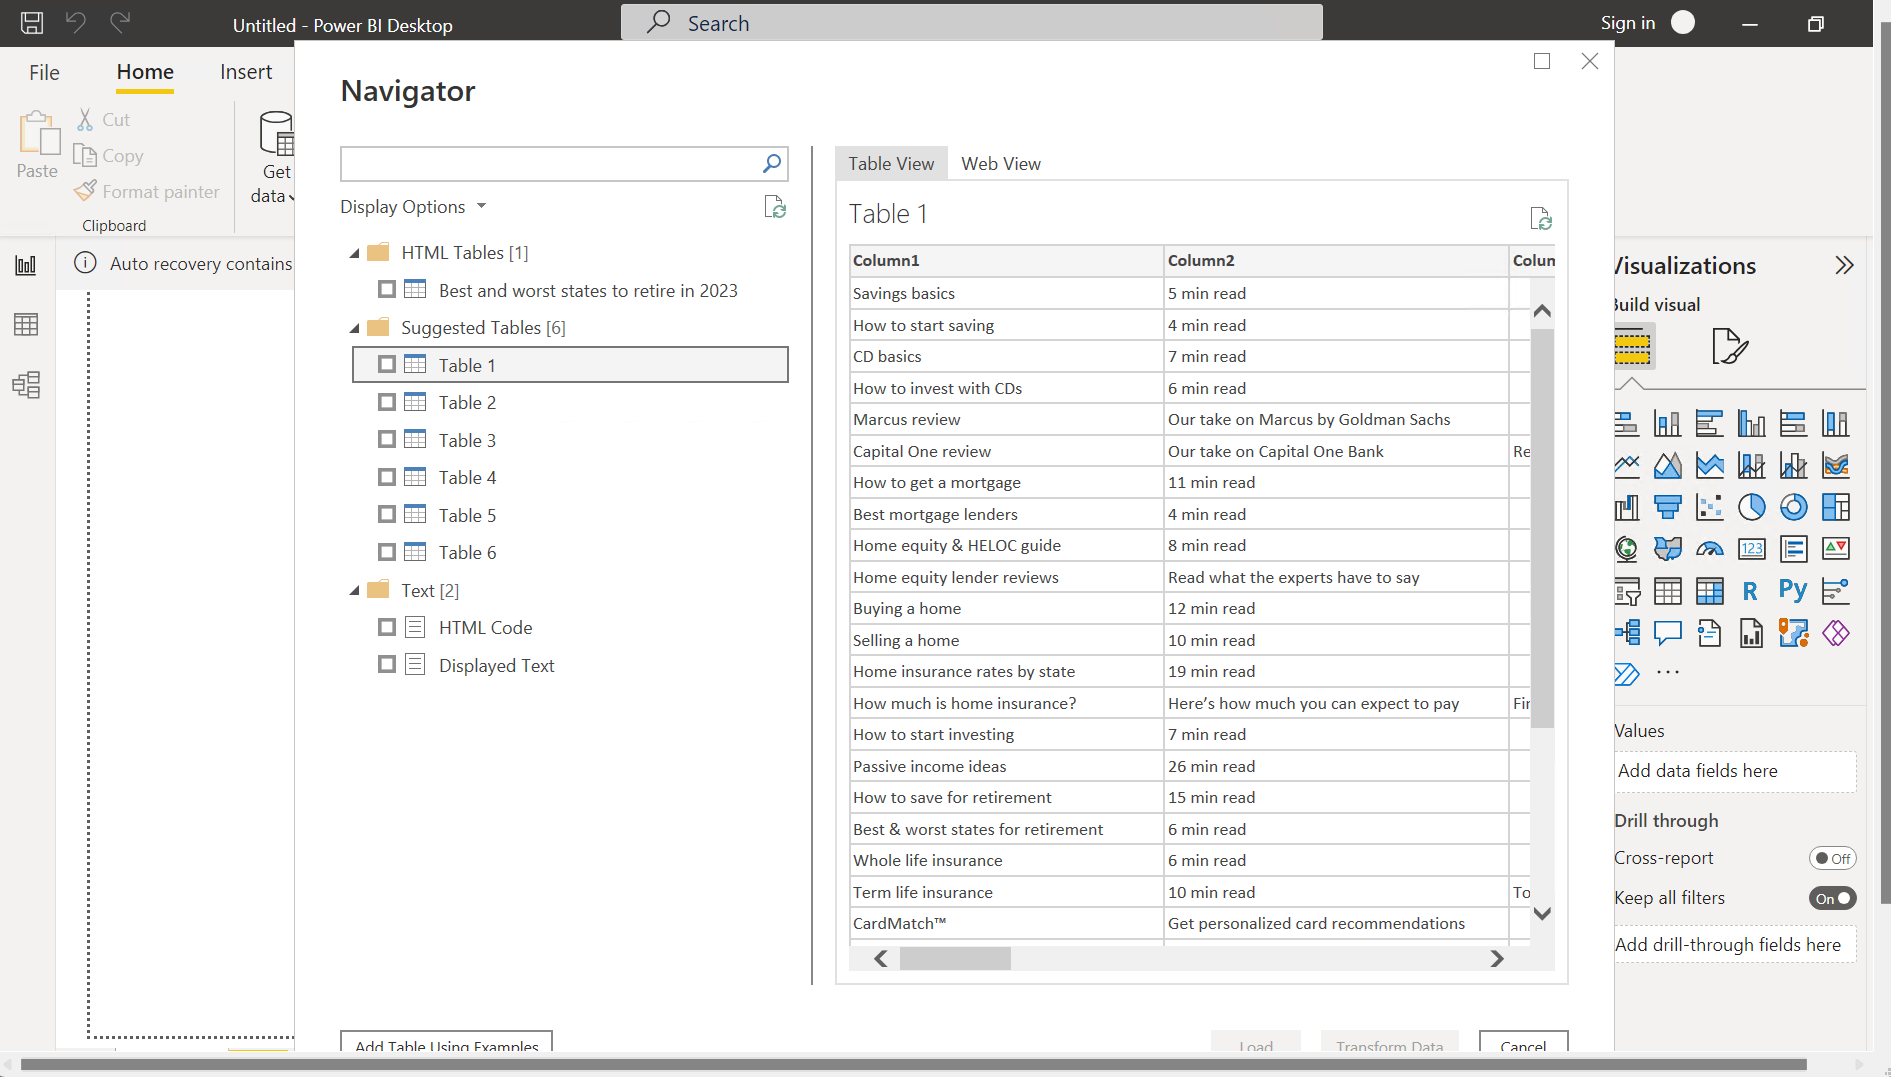 Untitled - Power BI Desktop
Search
Sign in
File
Home
Insert
Paste
Cut
Copy
Format painter
Clipboard
Get
data
Auto recovery contains
Navigator
Display Options
HTML Tables [1]
Best and worst states to retire in 2023
Suggested Tables [6]
Table 1
Table 2
Table 3
Table 4
Table 5
Table 6
Text [2]
HTML Code
Displayed Text
Add Table Using Examples
Table View
Web View
Table 1
Column1 Column2 Colum
Savings basics 5 min read
How to start saving 4 min read
CD basics 7 min read
How to invest with CDs 6 min read
Marcus review Our take on Marcus by Goldman Sachs
Capital One review Our take on Capital One Bank Re
How to get a mortgage 11 min read
Best mortgage lenders 4 min read
Home equity & HELOC guide 8 min read
Home equity lender reviews Read what the experts have to say
Buying a home 12 min read
Selling a home 10 min read
Home insurance rates by state 19 min read
How much is home insurance? Here’s how much you can expect to pay Fir
How to start investing 7 min read
Passive income ideas 26 min read
How to save for retirement 15 min read
Best & worst states for retirement 6 min read
Whole life insurance 6 min read
Term life insurance 10 min read To
CardMatch™ Get personalized card recommendations
Load
Transform Data
Cancel
Visualizations
Build visual
123
R
Py
Values
Add data fields here
Drill through
Cross-report
Off
Keep all filters
On
Add drill-through fields here